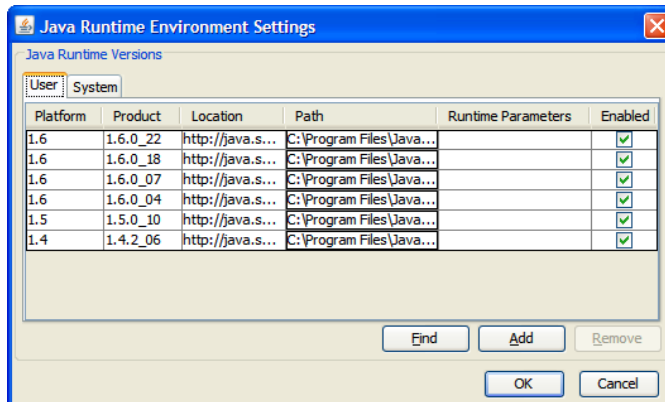 Java Runtime Environment Settings
Java Runtime Versions
User System
Platform Product Location Path Runtime Parameters Enabled
1.6 1.6.0_22 http://java.s... C:\Program Files\Java...
1.6 1.6.0_18 http://java.s... C:\Program Files\Java...
1.6 1.6.0_07 http://java.s... C:\Program Files\Java...
1.6 1.6.0_04 http://java.s... C:\Program Files\Java...
1.5 1.5.0_10 http://java.s... C:\Program Files\Java...
1.4 1.4.2_06 http://java.s... C:\Program Files\Java...
Find Add Remove
OK Cancel